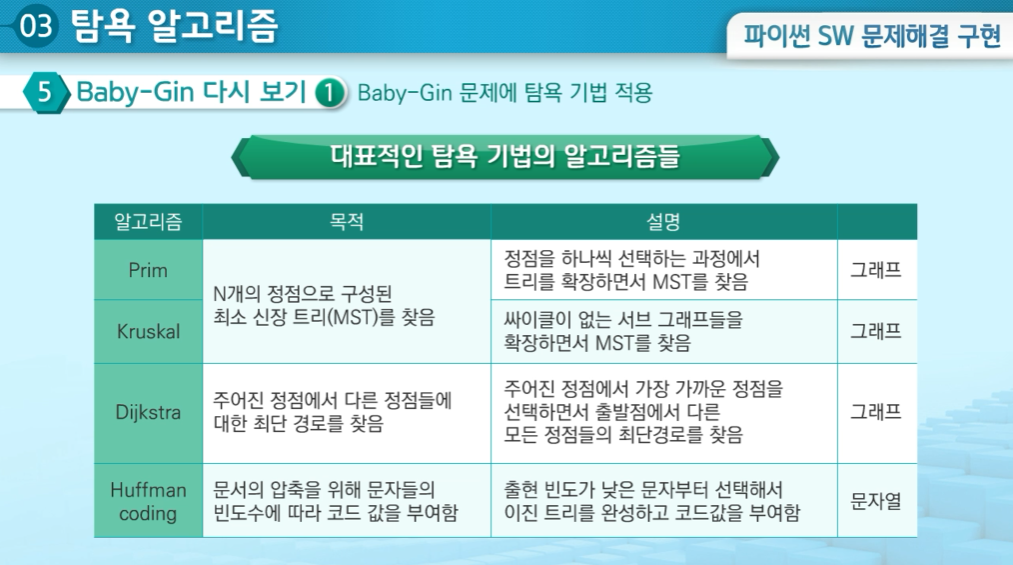 03 탐욕 알고리즘
파이썬 SW 문제해결 구현
5 Baby-Gin 다시 보기 1 Baby-Gin 문제에 탐욕 기법 적용
대표적인 탐욕 기법의 알고리즘들
알고리즘 목적 설명
Prim
N개의 정점으로 구성된
최소 신장 트리(MST)를 찾음
정점을 하나씩 선택하는 과정에서
트리를 확장하면서 MST를 찾음
그래프
Kruskal
싸이클이 없는 서브 그래프들을
확장하면서 MST를 찾음
그래프
Dijkstra
주어진 정점에서 다른 정점들에
대한 최단 경로를 찾음
주어진 정점에서 가장 가까운 정점을
선택하면서 출발점에서 다른
모든 정점들의 최단경로를 찾음
그래프
Huffman
coding
문서의 압축을 위해 문자들의
빈도수에 따라 코드 값을 부여함
출현 빈도가 낮은 문자부터 선택해서
이진 트리를 완성하고 코드값을 부여함
문자열